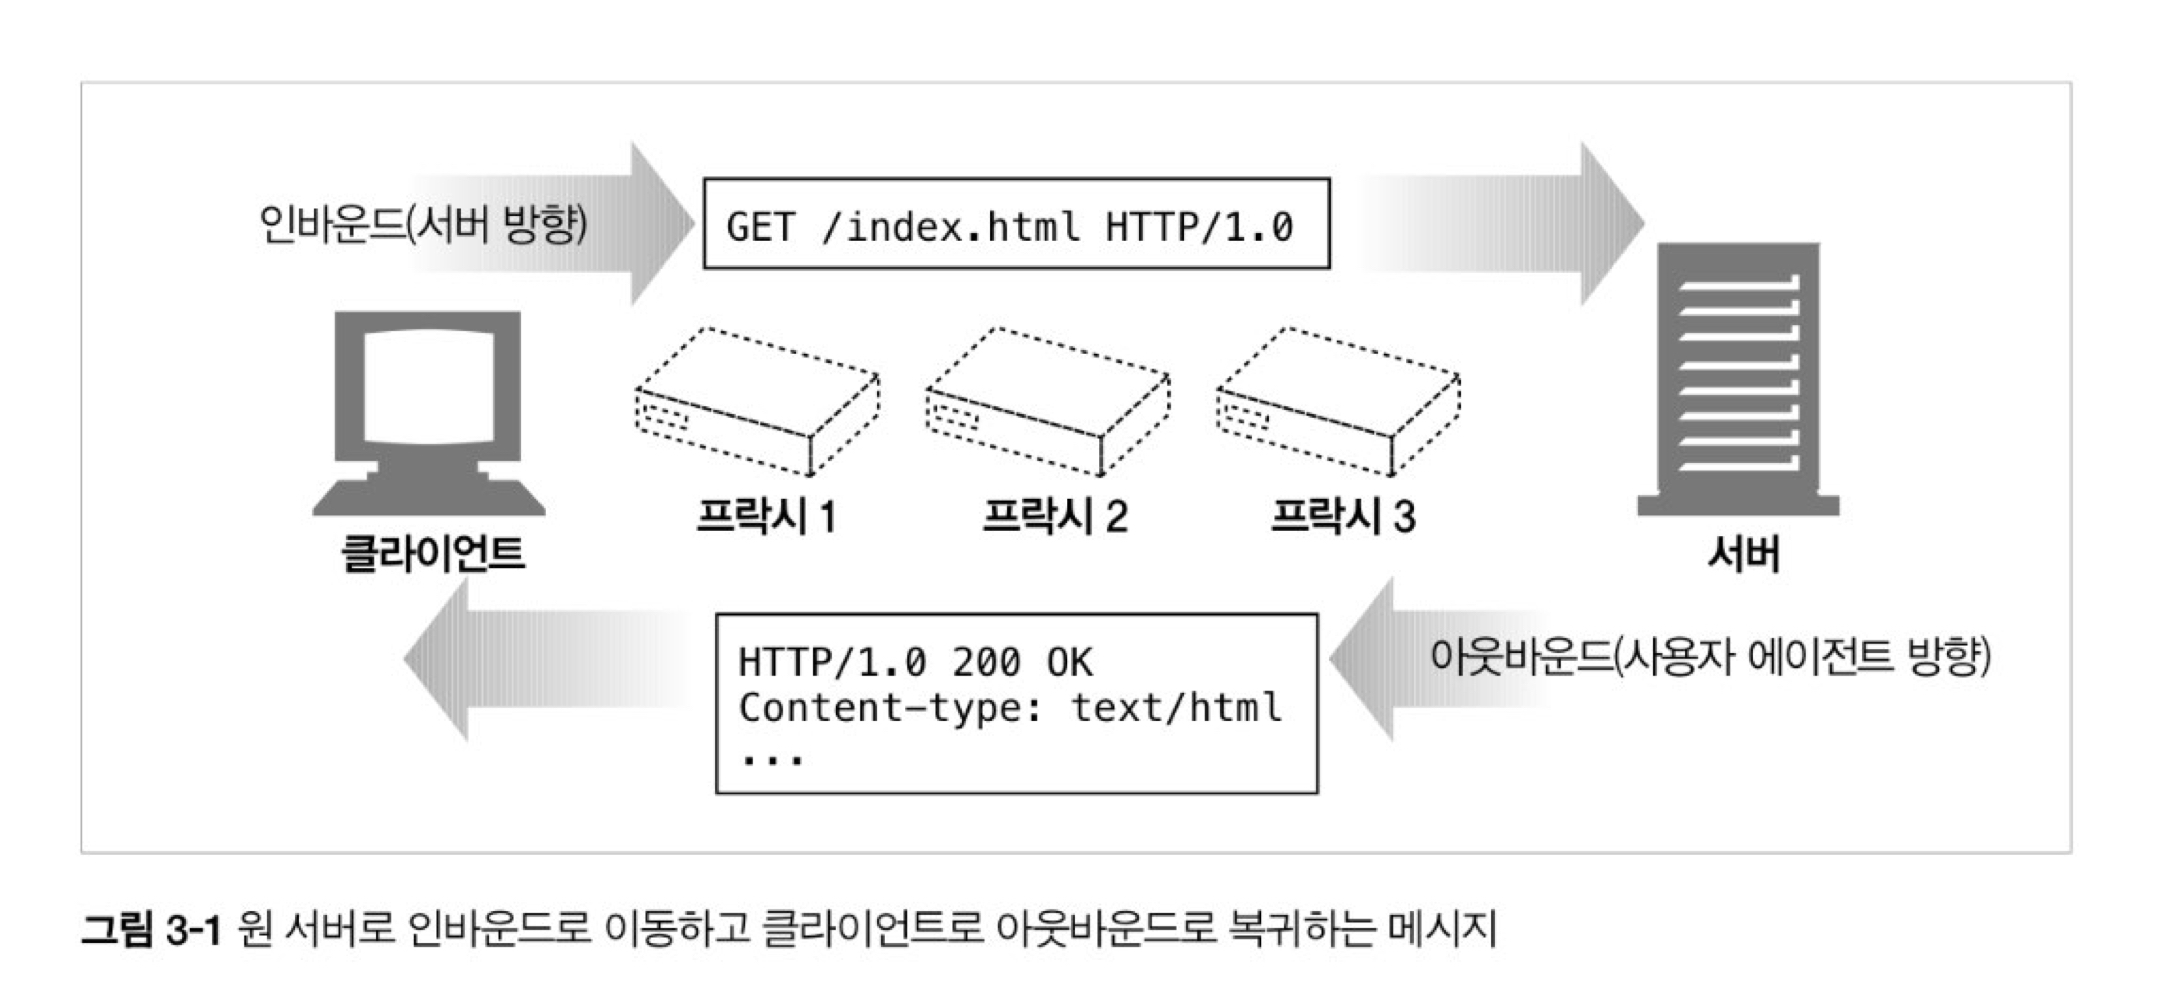 인바운드(서버 방향)
GET /index.html HTTP/1.0
프락시 1
프락시 2
프락시 3
클라이언트
서버
HTTP/1.0 200 OK
Content-type: text/html
...
아웃바운드(사용자 에이전트 방향)
그림 3-1 원 서버로 인바운드로 이동하고 클라이언트로 아웃바운드로 복귀하는 메시지